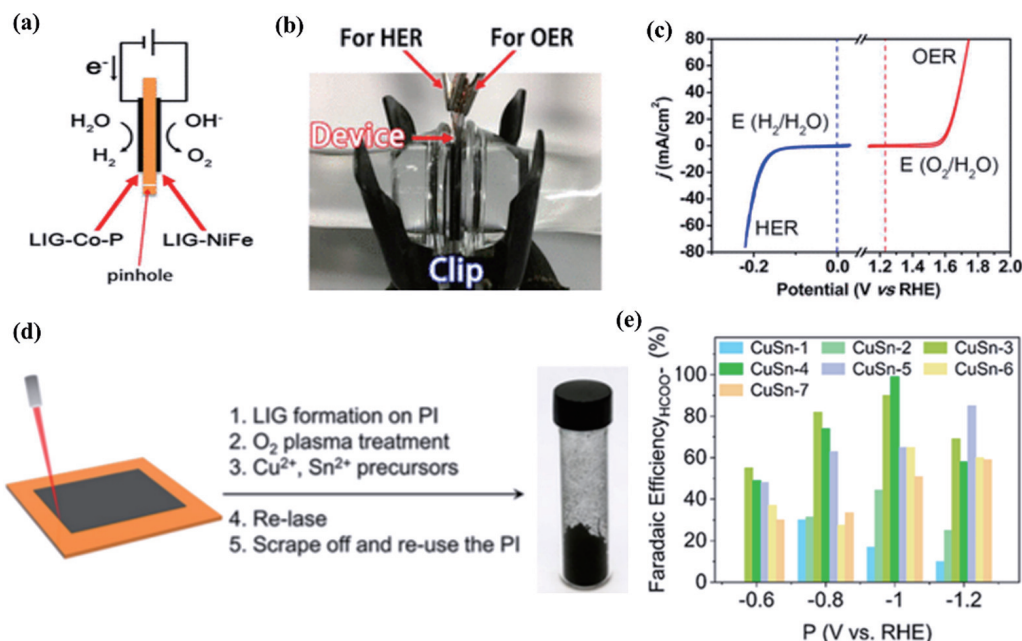 (a)
e⁻
H₂O
H₂
OH⁻
O₂
LIG-Co-P
LIG-NiFe
pinhole
(b)
For HER
For OER
Device
Clip
(c)
j (mA/cm²)
80
60
40
20
0
-20
-40
-60
-80
OER
E (H₂/H₂O)
E (O₂/H₂O)
HER
-0.2
0.0
1.2
1.4
1.6
1.8
2.0
Potential (V vs RHE)
(d)
1. LIG formation on PI
2. O₂ plasma treatment
3. Cu²⁺, Sn²⁺ precursors
4. Re-lase
5. Scrape off and re-use the PI
(e)
Faradaic Efficiency_HCOO- (%)
CuSn-1
CuSn-2
CuSn-3
CuSn-4
CuSn-5
CuSn-6
CuSn-7
100
80
60
40
20
0
-0.6
-0.8
-1
-1.2
P (V vs. RHE)